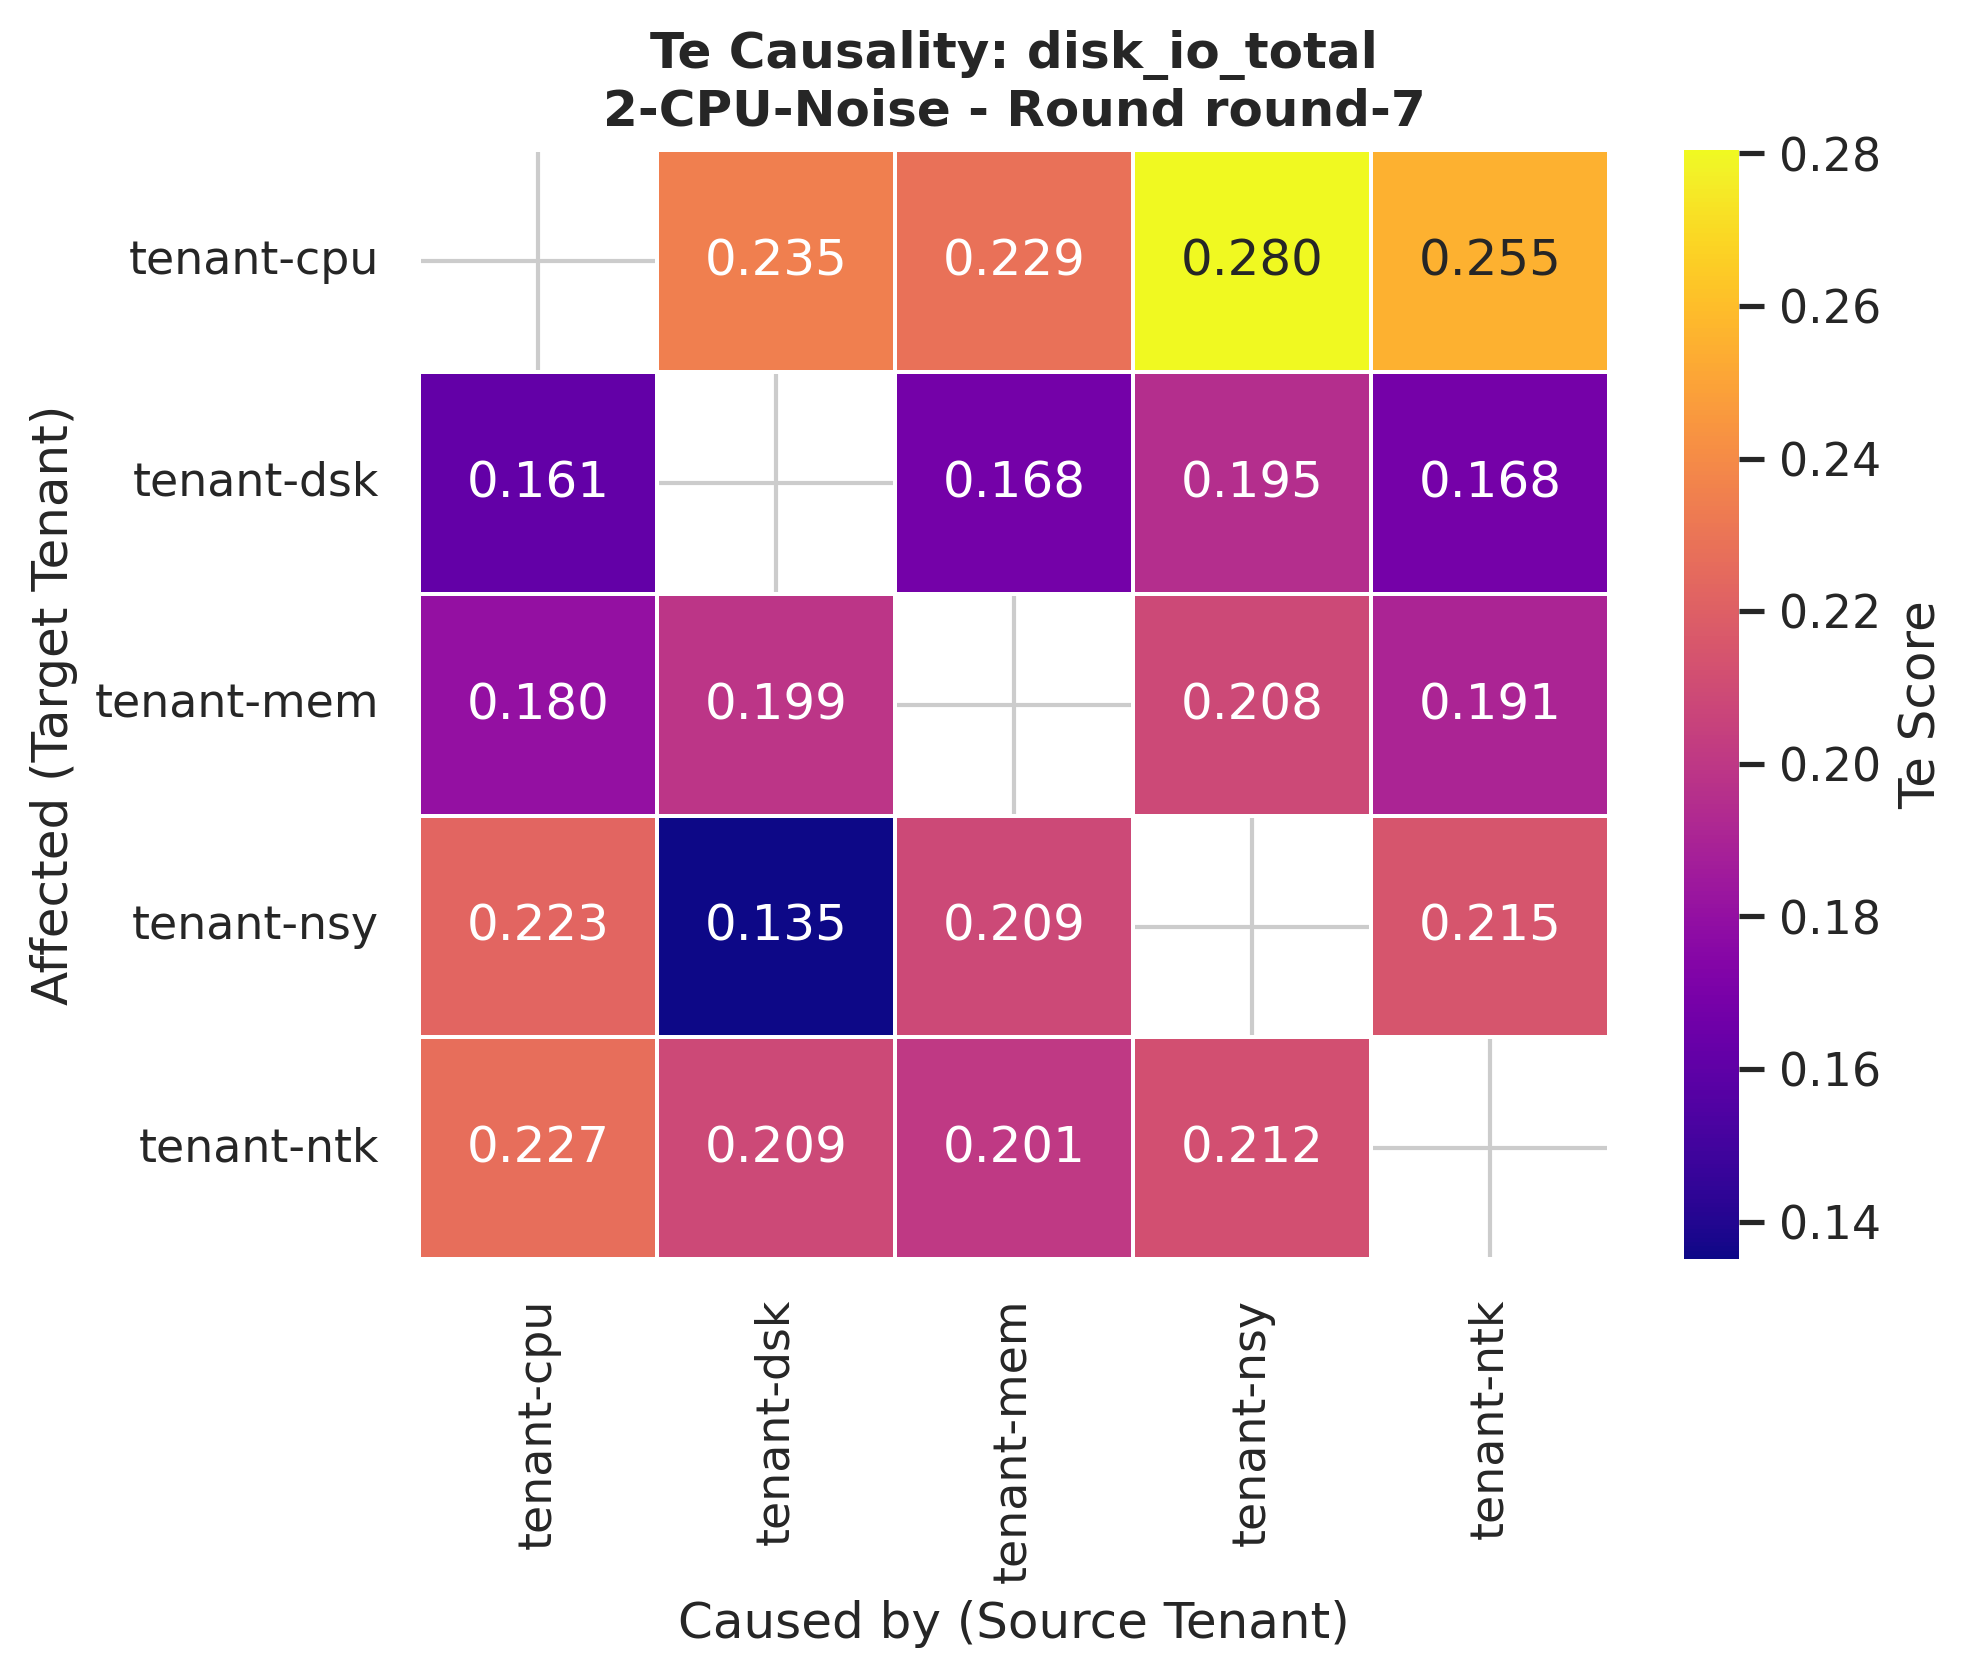 Te Causality: disk_io_total
2-CPU-Noise - Round round-7
tenant-cpu 0.235 0.229 0.280 0.255
tenant-dsk 0.161 0.168 0.195 0.168
tenant-mem 0.180 0.199 0.208 0.191
tenant-nsy 0.223 0.135 0.209 0.215
tenant-ntk 0.227 0.209 0.201 0.212
Affected (Target Tenant)
tenant-cpu
tenant-dsk
tenant-mem
tenant-nsy
tenant-ntk
Caused by (Source Tenant)
0.28
0.26
0.24
0.22
0.20
0.18
0.16
0.14
Te Score